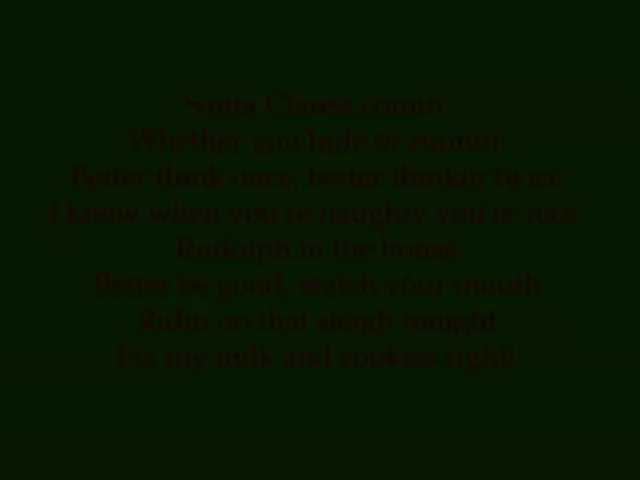 Santa Clause comin
Whether you hide or runnin'
Better think once, better thinkin twice
I know when you're naughty you're nice
Rudolph in the house
Better be good, watch your mouth
Ridin on that sleigh tonight
Fix my milk and cookies right!